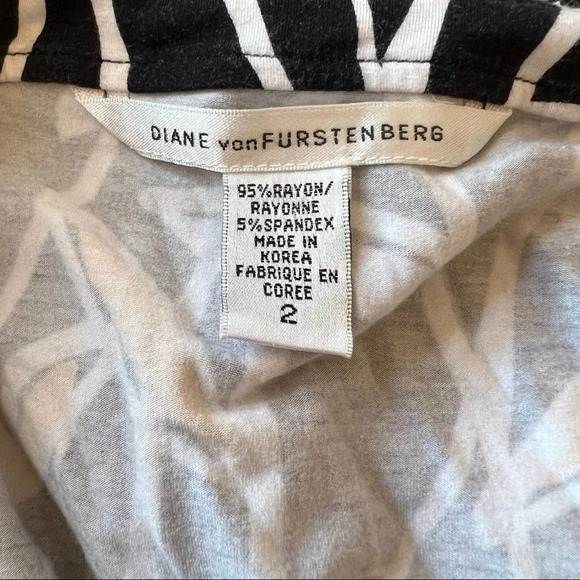 DIANE vonFURSTENBERG
95%RAYON/
RAYONNE
5%SPANDEX
MADE IN
KOREA
FABRIQUE EN
COREE
2